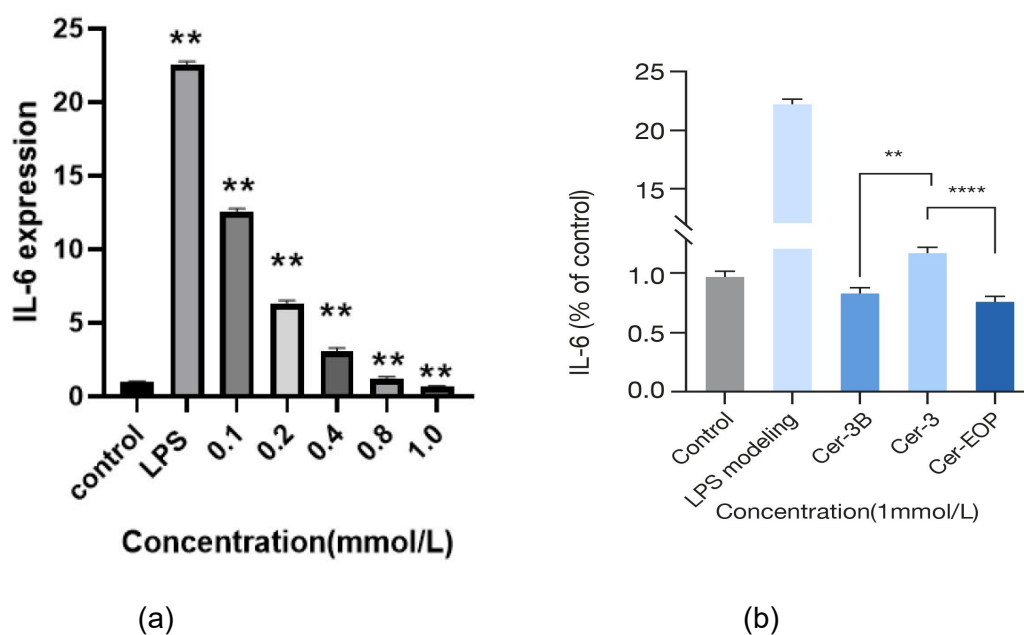 25
20
15
10
5
0
IL-6 expression
**
**
**
**
**
**
control
LPS
0.1
0.2
0.4
0.8
1.0
Concentration(mmol/L)
(a)
25
20
15
1.0
0.5
0.0
IL-6 (% of control)
**
****
Control
LPS modeling
Cer-3B
Cer-3
Cer-EOP
Concentration(1mmol/L)
(b)